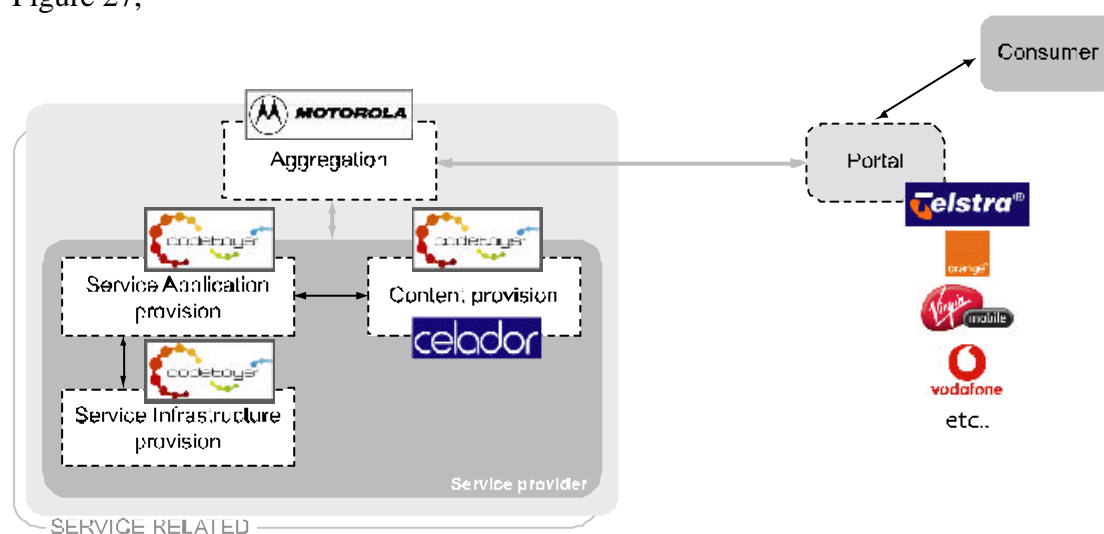 Figure 27,
Consumer
MOTOROLA
Aggregation
Portal
Telstra®
codetoys
codetoys
Service Application
provision
Content provision
celador
orange™
Virgin
mobile
codetoys
Service Infrastructure
provision
vodafone
etc..
Service provider
SERVICE RELATED